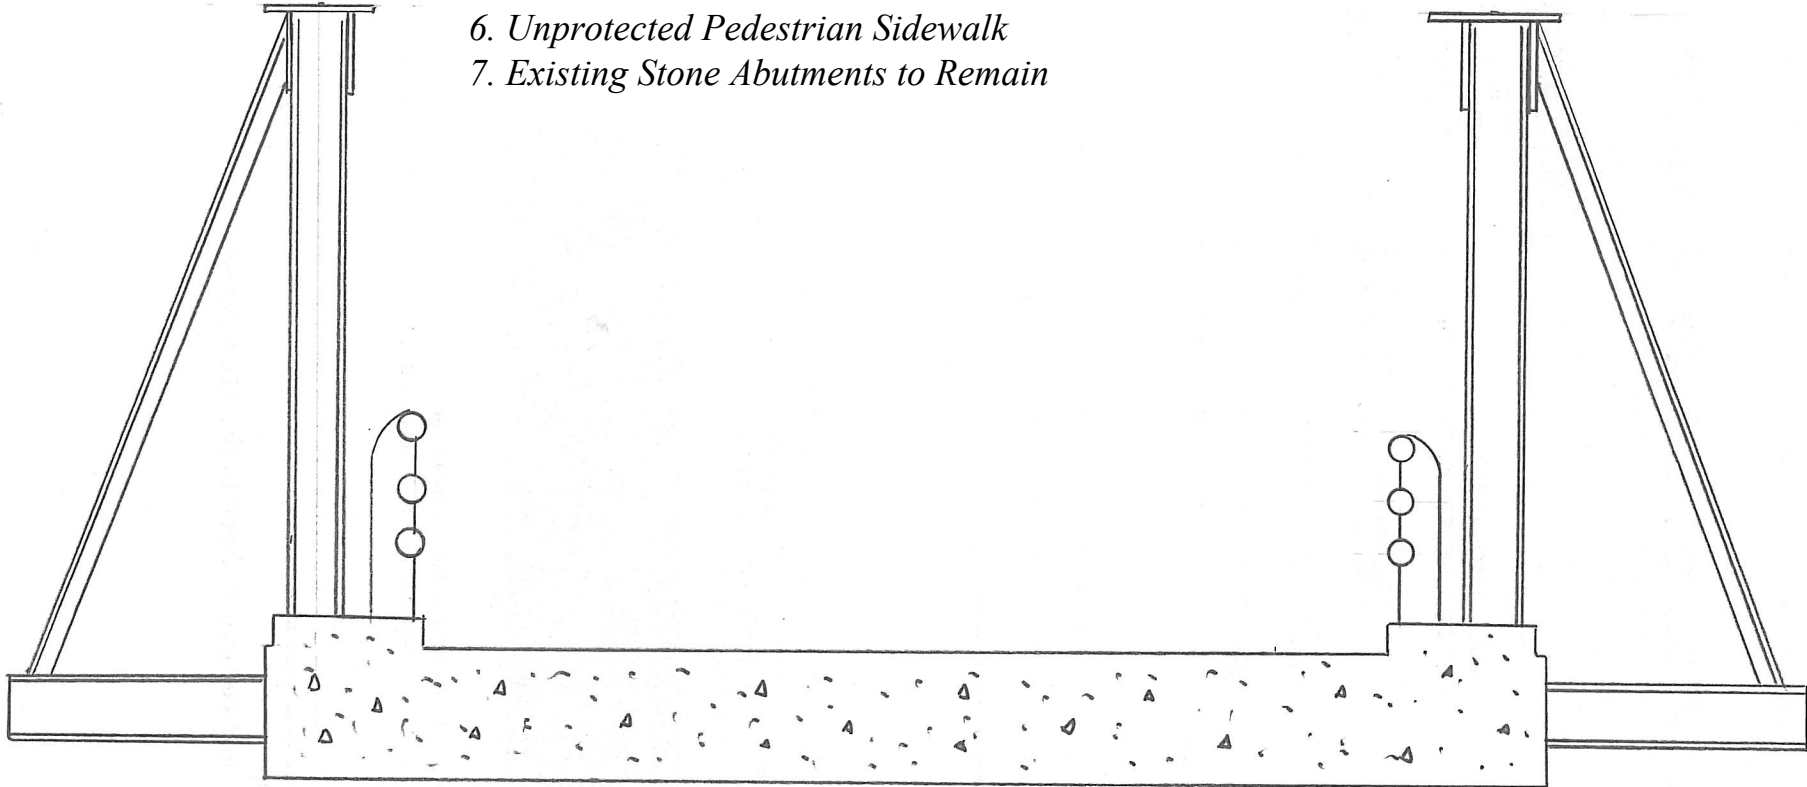 6. Unprotected Pedestrian Sidewalk
7. Existing Stone Abutments to Remain